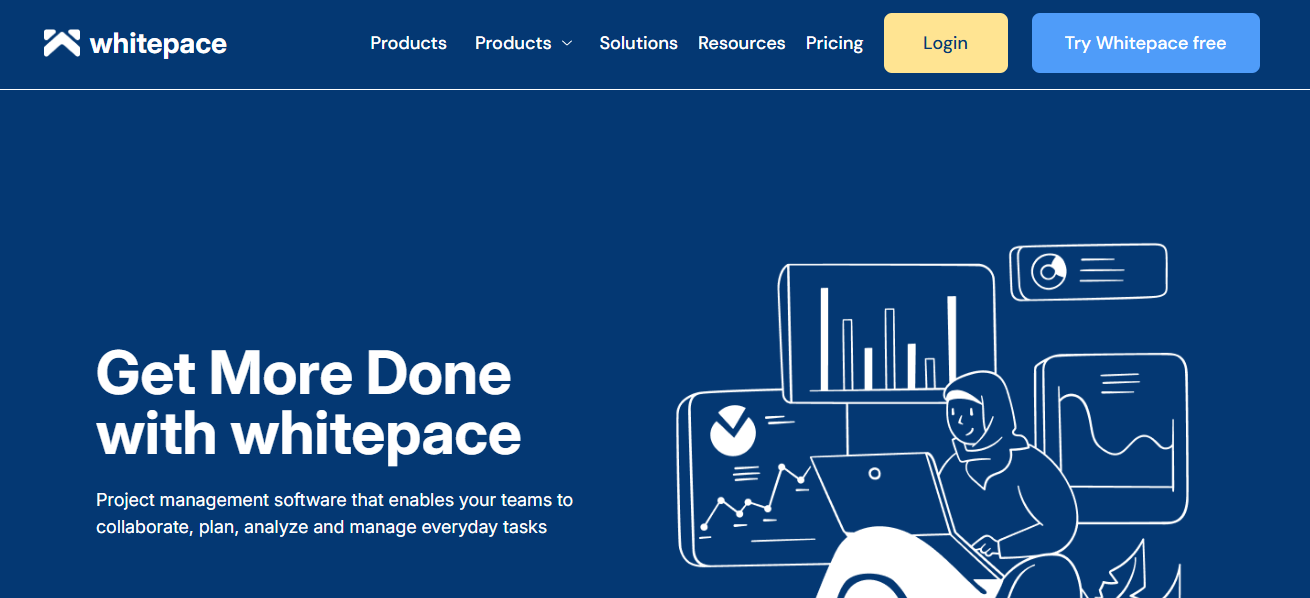 whitepace
Products
Products
Solutions
Resources
Pricing
Login
Try Whitepace free
Get More Done
with whitepace
Project management software that enables your teams to
collaborate, plan, analyze and manage everyday tasks